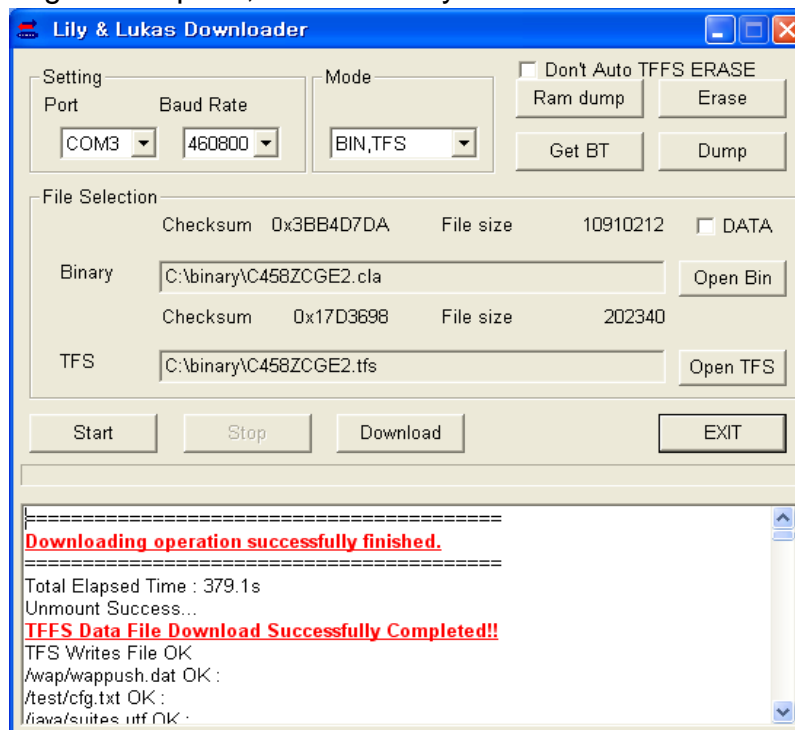 Lily & Lukas Downloader
Setting
Mode
Don't Auto TFFS ERASE
Port Baud Rate
Ram dump Erase
COM3 460800 BIN,TFS
Get BT Dump
File Selection
Checksum 0x3BB4D7DA File size 10910212 DATA
Binary C:\binary\C458ZCGE2.cla Open Bin
Checksum 0x17D3698 File size 202340
TFS C:\binary\C458ZCGE2.tfs Open TFS
Start Stop Download EXIT
==========================================
Downloading operation successfully finished.
==========================================
Total Elapsed Time : 379.1s
Unmount Success...
TFFS Data File Download Successfully Completed!!
TFS Writes File OK
/wap/wappush.dat OK :
/test/cfg.txt OK :
/java/suites.utf OK :